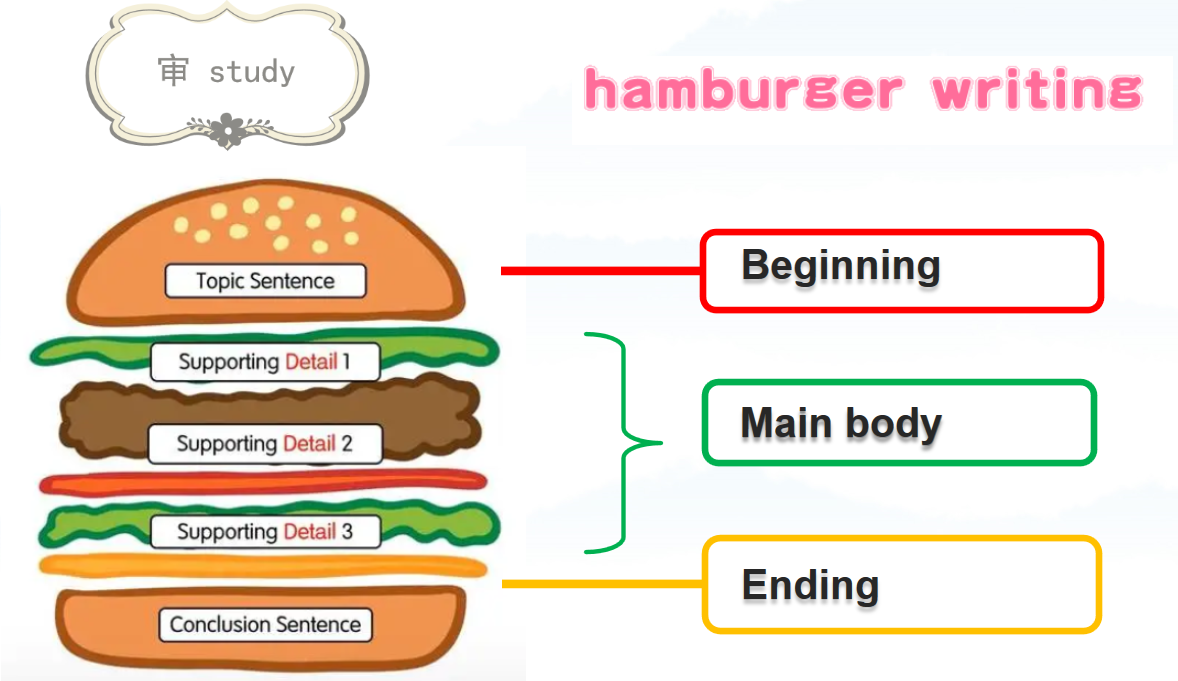 审 study
hamburger writing
Topic Sentence
Supporting Detail 1
Supporting Detail 2
Supporting Detail 3
Conclusion Sentence
Beginning
Main body
Ending